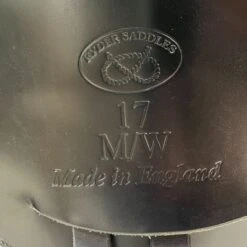 RYDER SADDLES
17
M/W
Made in England